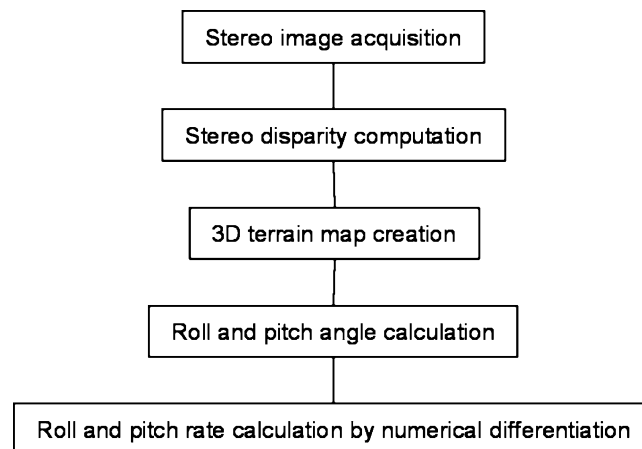 Stereo image acquisition
Stereo disparity computation
3D terrain map creation
Roll and pitch angle calculation
Roll and pitch rate calculation by numerical differentiation